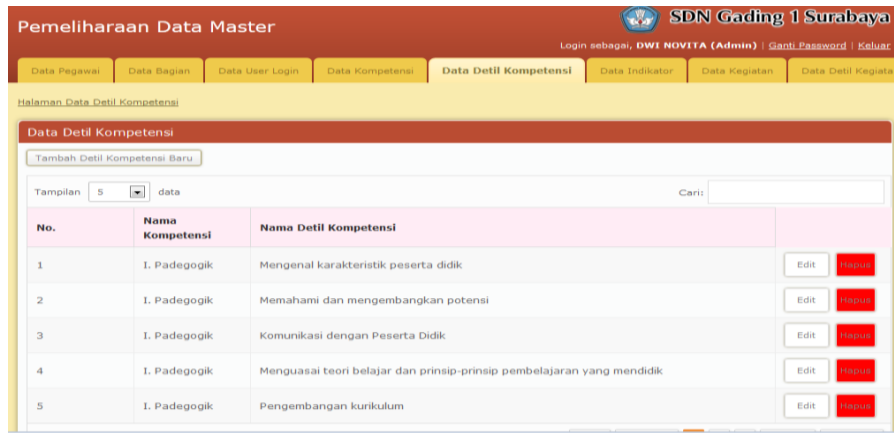 Pemeliharaan Data Master
SDN Gading 1 Surabaya
Login sebagai, DWI NOVITA (Admin) | Ganti Password | Keluar
Data Pegawai Data Bagian Data User Login Data Kompetensi Data Detil Kompetensi Data Indikator Data Kegiatan Data Detil Kegiata
Halaman Data Detil Kompetensi
Data Detil Kompetensi
Tambah Detil Kompetensi Baru
Tampilan 5 data Cari:
No. Nama Kompetensi Nama Detil Kompetensi
1 I. Padegogik Mengenal karakteristik peserta didik Edit Hapus
2 I. Padegogik Memahami dan mengembangkan potensi Edit Hapus
3 I. Padegogik Komunikasi dengan Peserta Didik Edit Hapus
4 I. Padegogik Menguasai teori belajar dan prinsip-prinsip pembelajaran yang mendidik Edit Hapus
5 I. Padegogik Pengembangan kurikulum Edit Hapus